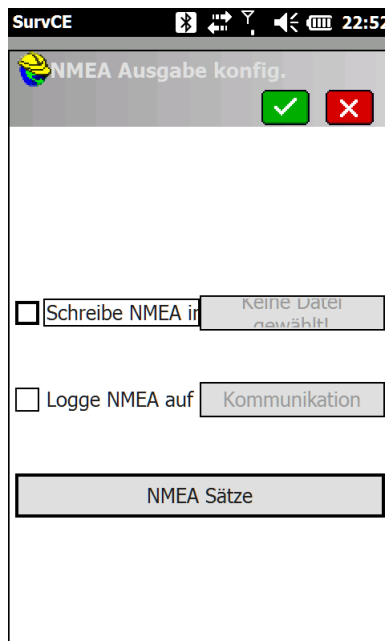 SurvCE 22:52
NMEA Ausgabe konfig.
Schreibe NMEA in
Keine Datei
gewählt!
Logge NMEA auf
Kommunikation
NMEA Sätze